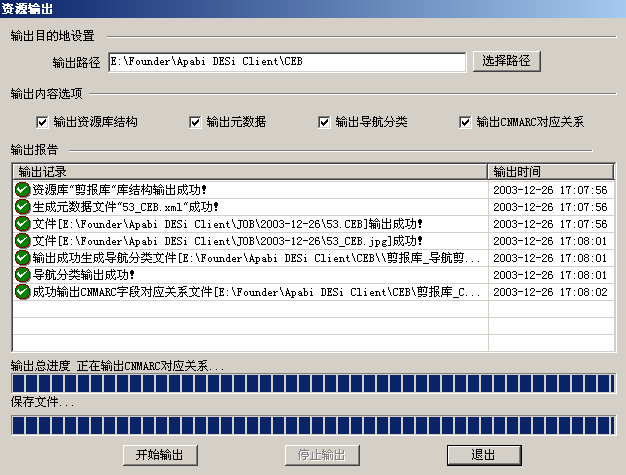 资源输出
输出目的地设置
输出路径 E:\Founder\Apabi DESi Client\CEB 选择路径
输出内容选项
输出资源库结构 输出元数据 输出导航分类 输出CNMARC对应关系
输出报告
输出记录 输出时间
资源库"剪报库"库结构输出成功! 2003-12-26 17:07:56
生成元数据文件"53_CEB.xml"成功! 2003-12-26 17:07:56
文件[E:\Founder\Apabi DESi Client\JOB\2003-12-26\53.CEB]输出成功! 2003-12-26 17:07:56
文件[E:\Founder\Apabi DESi Client\JOB\2003-12-26\53_CEB.jpg]成功! 2003-12-26 17:08:01
输出成功生成导航分类文件[E:\Founder\Apabi DESi Client\CEB\\剪报库_导航剪... 2003-12-26 17:08:01
导航分类输出成功! 2003-12-26 17:08:01
成功输出CNMARC字段对应关系文件[E:\Founder\Apabi DESi Client\CEB\剪报库_C... 2003-12-26 17:08:02
输出总进度 正在输出CNMARC对应关系...
保存文件...
开始输出 停止输出 退出